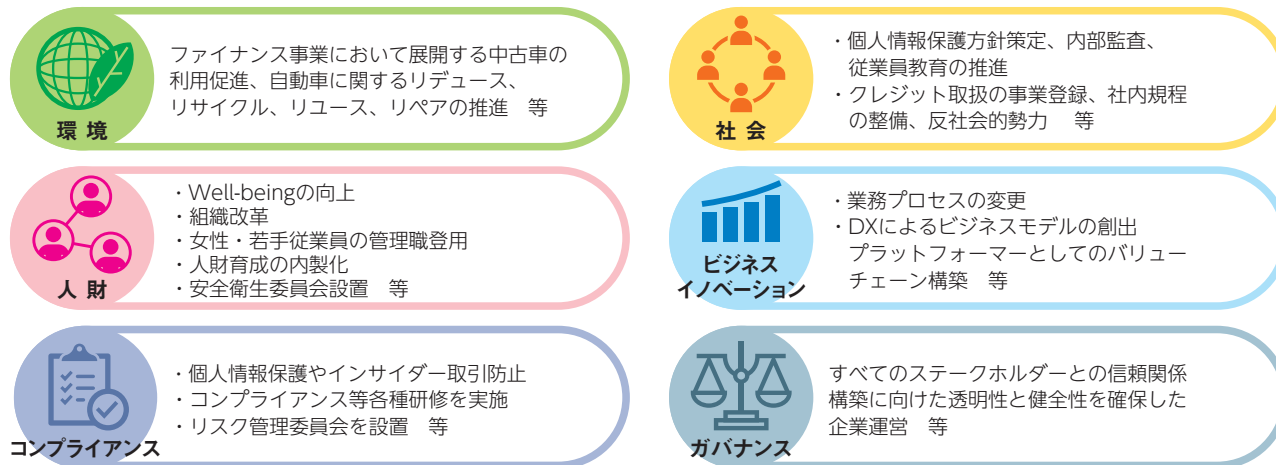 環 境
ファイナンス事業において展開する中古車の
利用促進、自動車に関するリデュース、
リサイクル、リユース、リペアの推進　等
社 会
・個人情報保護方針策定、内部監査、
従業員教育の推進
・クレジット取扱の事業登録、社内規程
の整備、反社会的勢力　等
人 財
・Well-beingの向上
・組織改革
・女性・若手従業員の管理職登用
・人財育成の内製化
・安全衛生委員会設置　等
ビジネス
イノベーション
・業務プロセスの変更
・DXによるビジネスモデルの創出
プラットフォーマーとしてのバリュー
チェーン構築　等
コンプライアンス
・個人情報保護やインサイダー取引防止
・コンプライアンス等各種研修を実施
・リスク管理委員会を設置　等
ガバナンス
すべてのステークホルダーとの信頼関係
構築に向けた透明性と健全性を確保した
企業運営　等